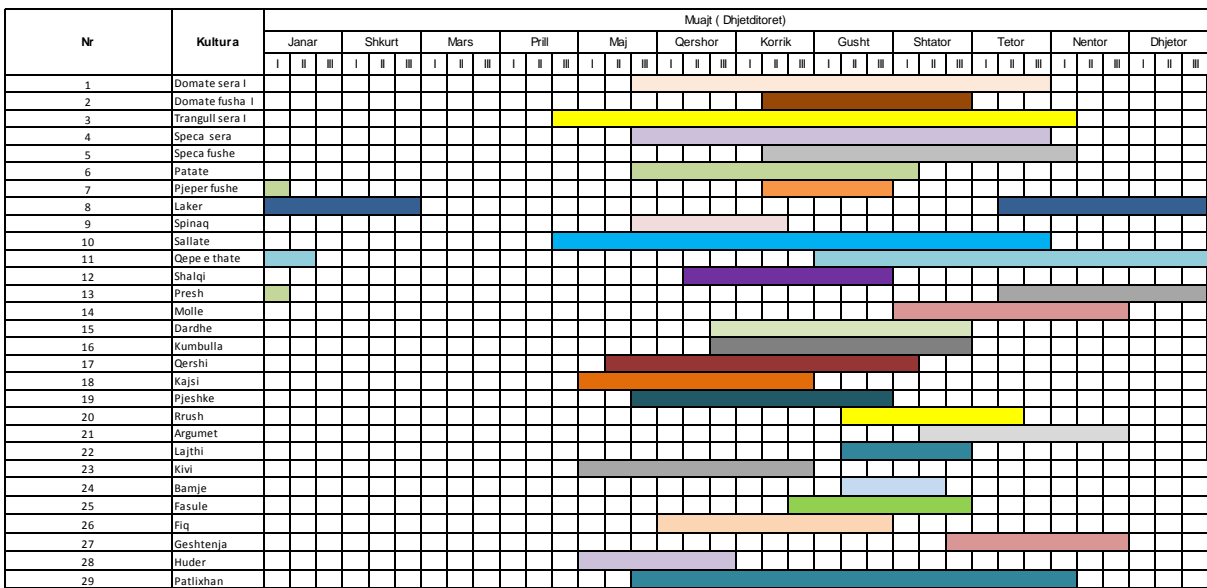 Muajt ( Dhjetditoret)
Nr Kultura Janar Shkurt Mars Prill Maj Qershor Korrik Gusht Shtator Tetor Nentor Dhjetor
I II III I II III I II III I II III I II III I II III I II III I II III I II III I II III I II III I II III
1 Domate sera I
2 Domate fusha I
3 Trangull sera I
4 Speca sera
5 Speca fushe
6 Patate
7 Pjeper fushe
8 Laker
9 Spinaq
10 Sallate
11 Qepe e thate
12 Shalqi
13 Presh
14 Molle
15 Dardhe
16 Kumbulla
17 Qershi
18 Kajsi
19 Pjeshke
20 Rrush
21 Argumet
22 Lajthi
23 Kivi
24 Bamje
25 Fasule
26 Fiq
27 Geshtenja
28 Huder
29 Patlixhan